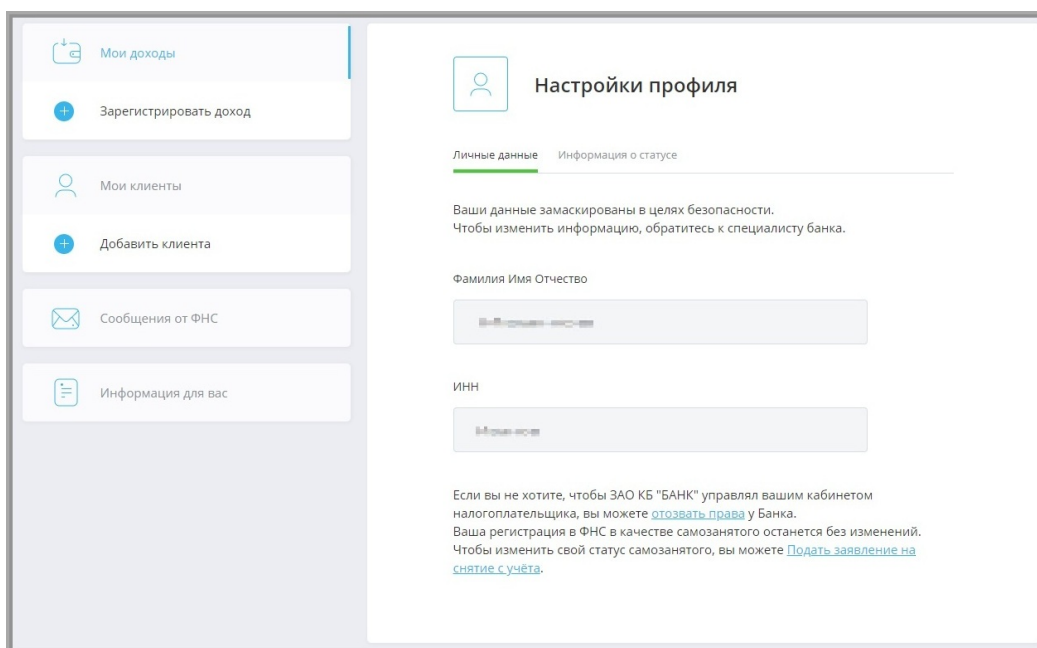 Мои доходы
Зарегистрировать доход
Мои клиенты
Добавить клиента
Сообщения от ФНС
Информация для вас
Настройки профиля
Личные данные
Информация о статусе
Ваши данные замаскированы в целях безопасности.
Чтобы изменить информацию, обратитесь к специалисту банка.
Фамилия Имя Отчество
ИНН
Если вы не хотите, чтобы ЗАО КБ "БАНК" управлял вашим кабинетом
налогоплательщика, вы можете отозвать права у Банка.
Ваша регистрация в ФНС в качестве самозанятого останется без изменений.
Чтобы изменить свой статус самозанятого, вы можете Подать заявление на
снятие с учёта.